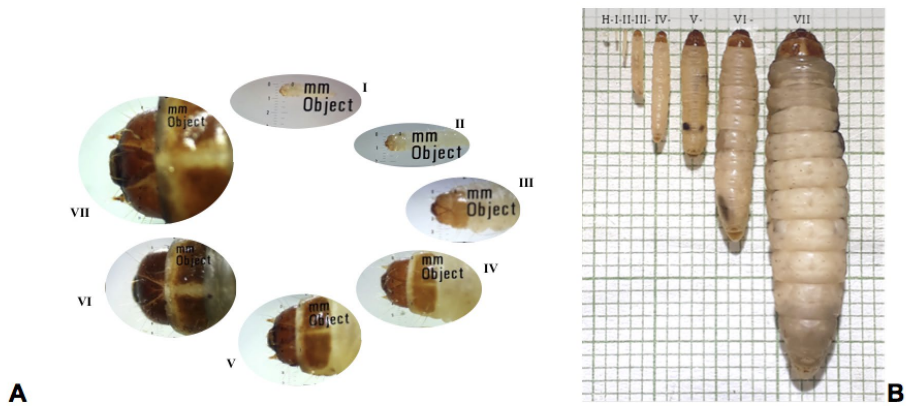 mm
Object
I
mm
Object
II
mm
Object
III
mm
Object
IV
mm
Object
V
mm
Object
VI
mm
Object
VII
A
H-I-II-III- IV- V- VI- VII
B